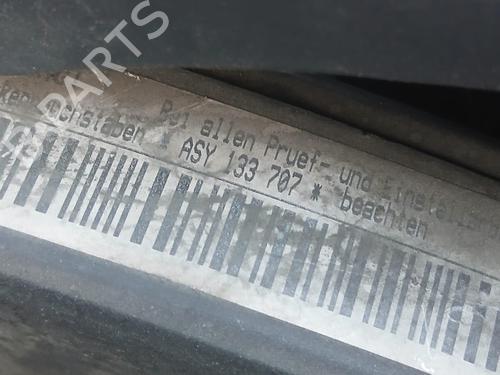 Bei allen Pruef- und
ASY 133 707 * beachten
B-PARTS